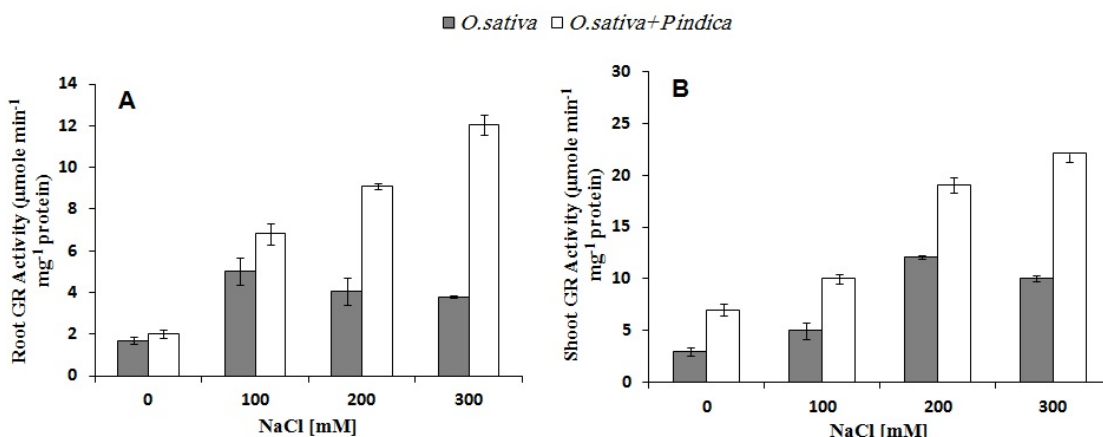 O.sativa O.sativa+Pindica
A
Root GR Activity (µmole min-1
mg-1 protein)
14
12
10
8
6
4
2
0
0 100 200 300
NaCl [mM]
B
Shoot GR Activity (µmole min-1
mg-1 protein)
30
25
20
15
10
5
0
0 100 200 300
NaCl [mM]